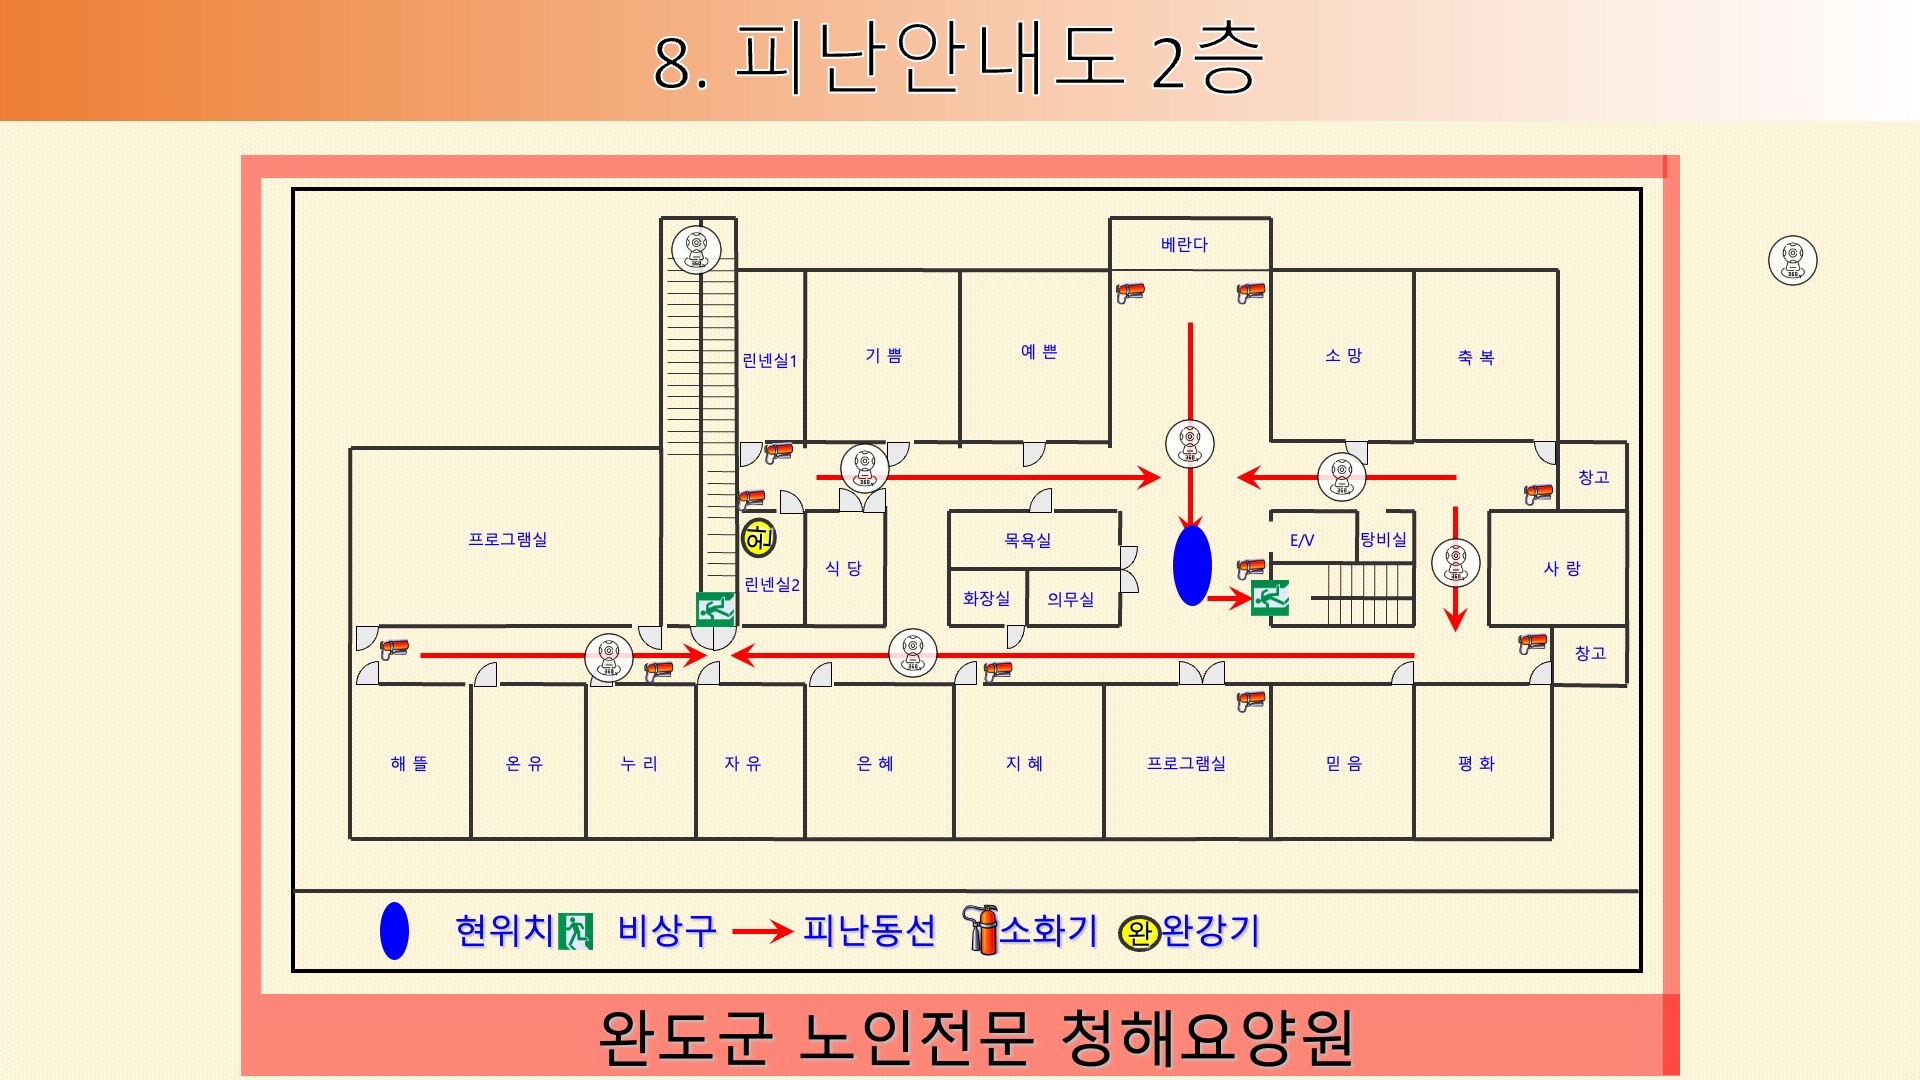 8. 피난안내도 2층
베란다
린넨실1
기 쁨
예 쁜
소 망
축 복
창고
프로그램실
완
린넨실2
식 당
목욕실
화장실
의무실
E/V
탕비실
사 랑
창고
해 뜰
온 유
누 리
자 유
은 혜
지 혜
프로그램실
믿 음
평 화
현위치 비상구 피난동선 소화기 완 완강기
완도군 노인전문 청해요양원